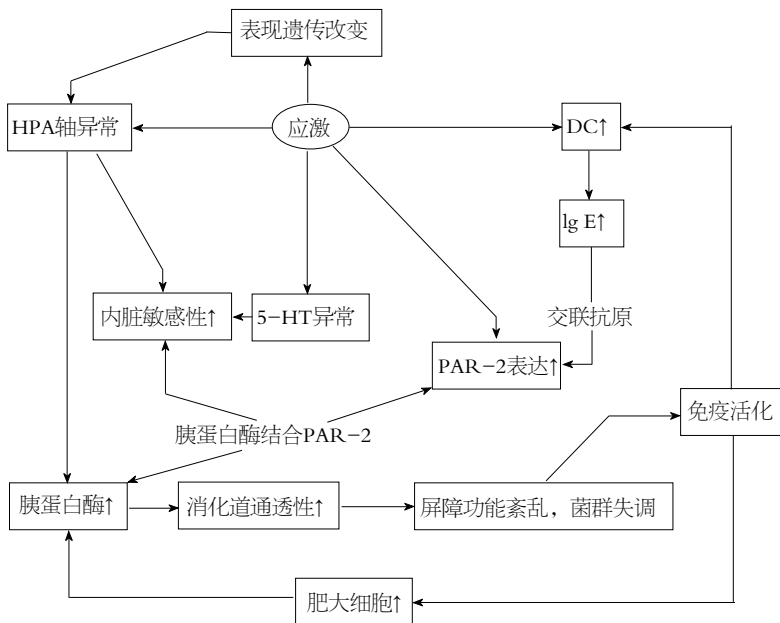 表现遗传改变
HPA轴异常
应激
DC↑
lg E↑
内脏敏感性↑
5-HT异常
交联抗原
PAR-2表达↑
免疫活化
胰蛋白酶结合PAR-2
胰蛋白酶↑
消化道通透性↑
屏障功能紊乱，菌群失调
肥大细胞↑